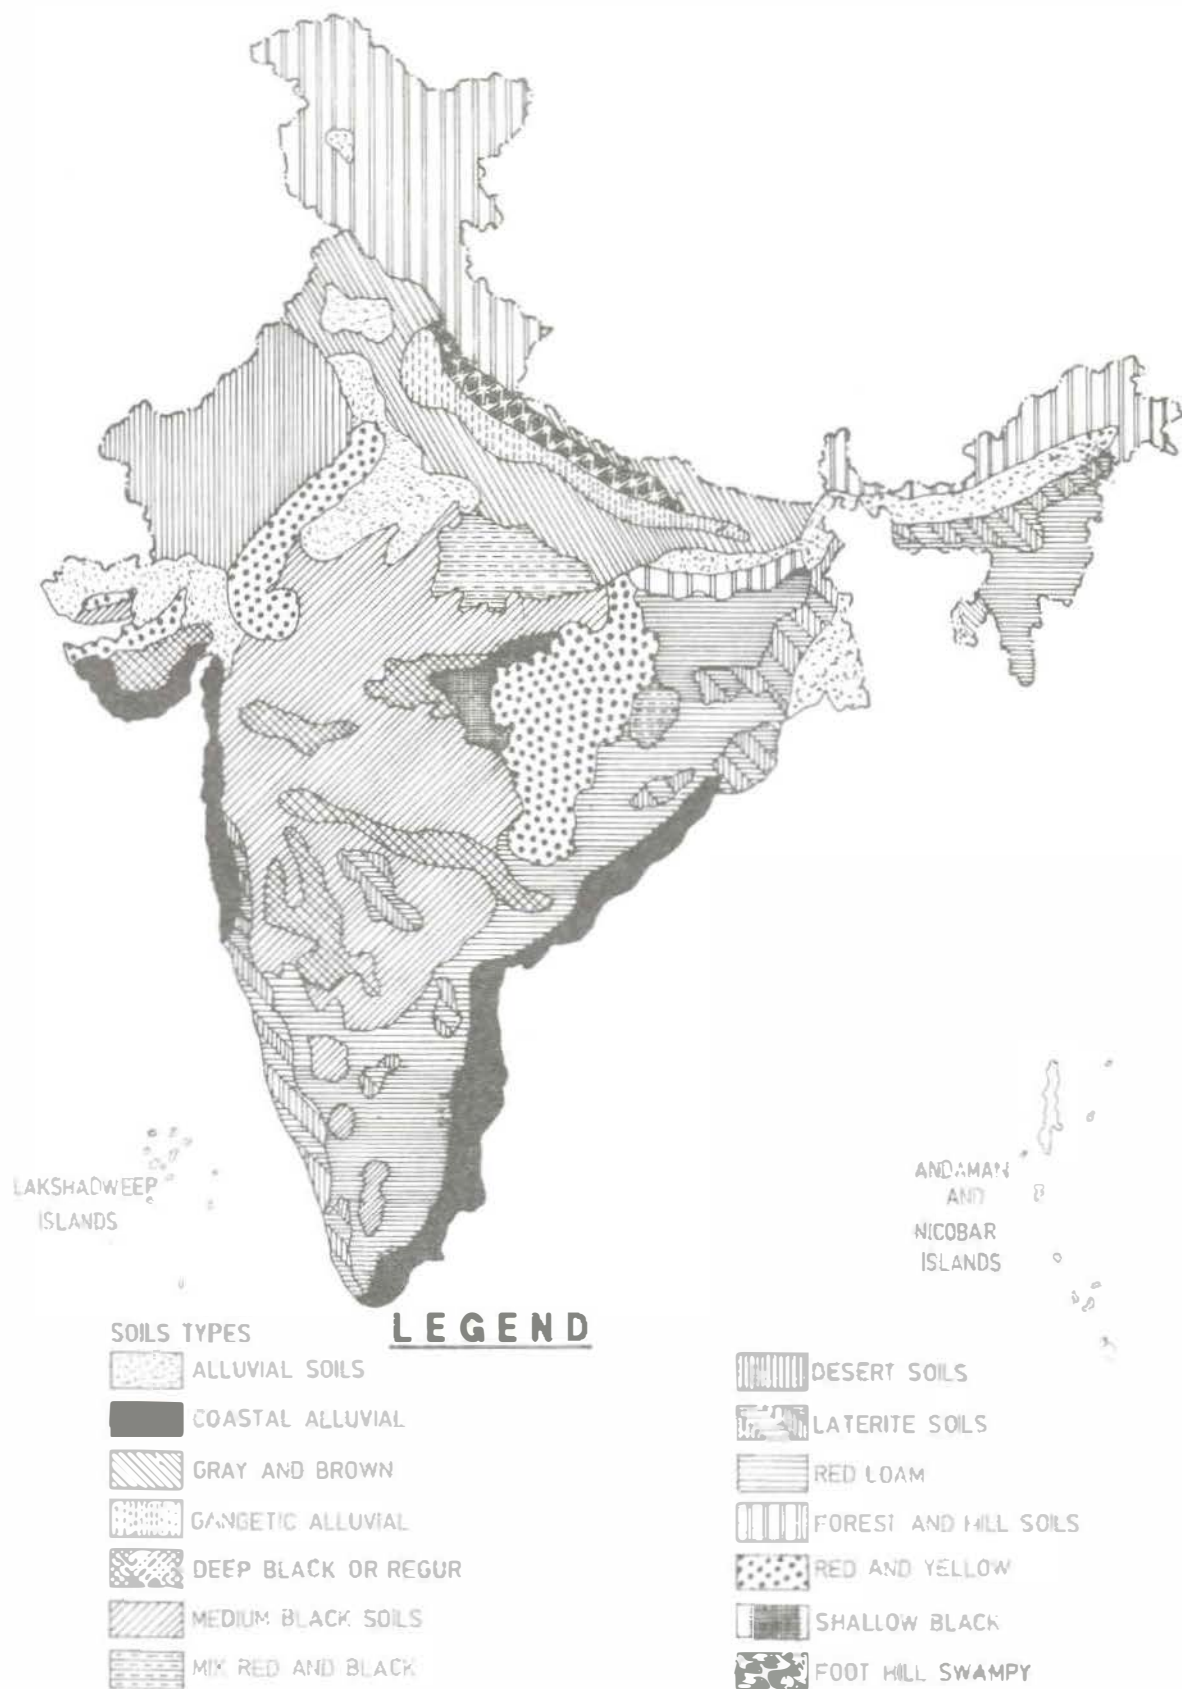 LAKSHADWEEP
ISLANDS
ANDAMAN
AND
NICOBAR
ISLANDS
LEGEND
SOILS TYPES
ALLUVIAL SOILS
COASTAL ALLUVIAL
GRAY AND BROWN
GANGETIC ALLUVIAL
DEEP BLACK OR REGUR
MEDIUM BLACK SOILS
MIX RED AND BLACK
DESERT SOILS
LATERITE SOILS
RED LOAM
FOREST AND HILL SOILS
RED AND YELLOW
SHALLOW BLACK
FOOT HILL SWAMPY